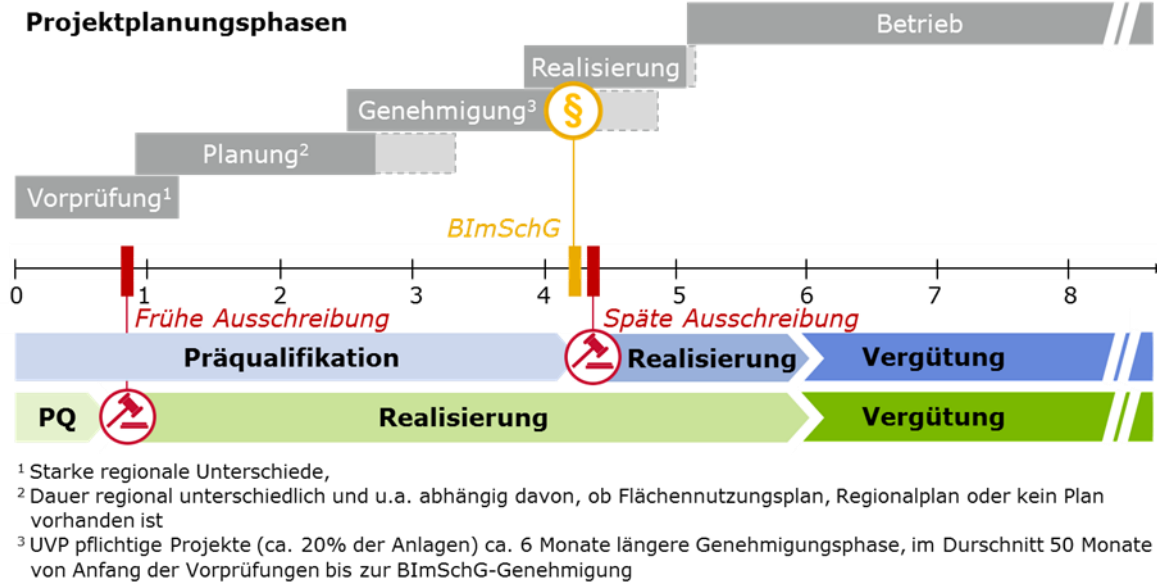 Projektplanungsphasen
Betrieb
Realisierung
Genehmigung³
§
Planung²
Vorprüfung¹
BImSchG
0 1 2 3 4 5 6 7 8
Frühe Ausschreibung
Späte Ausschreibung
Präqualifikation
Realisierung
Vergütung
PQ
Realisierung
Vergütung
¹ Starke regionale Unterschiede,
² Dauer regional unterschiedlich und u.a. abhängig davon, ob Flächennutzungsplan, Regionalplan oder kein Plan
vorhanden ist
³ UVP pflichtige Projekte (ca. 20% der Anlagen) ca. 6 Monate längere Genehmigungsphase, im Durschnitt 50 Monate
von Anfang der Vorprüfungen bis zur BImSchG-Genehmigung